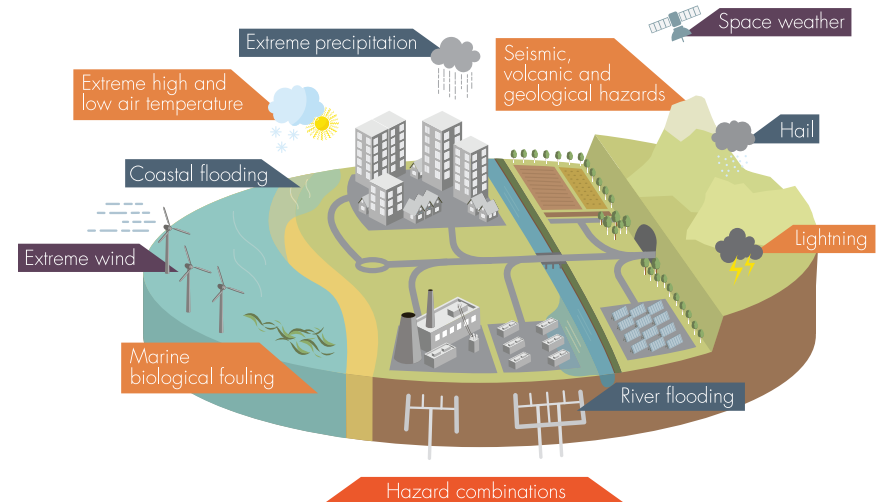 Space weather
Extreme precipitation
Seismic,
volcanic and
geological hazards
Extreme high and
low air temperature
Hail
Coastal flooding
Lightning
Extreme wind
Marine
biological fouling
River flooding
Hazard combinations